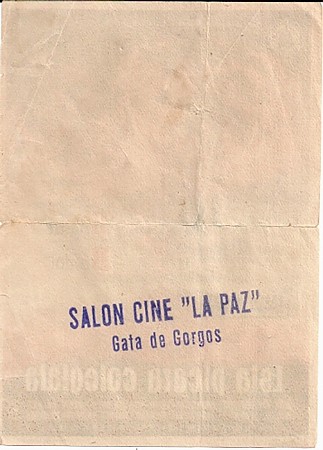 SALON CINE "LA PAZ"
Gata de Gorgos